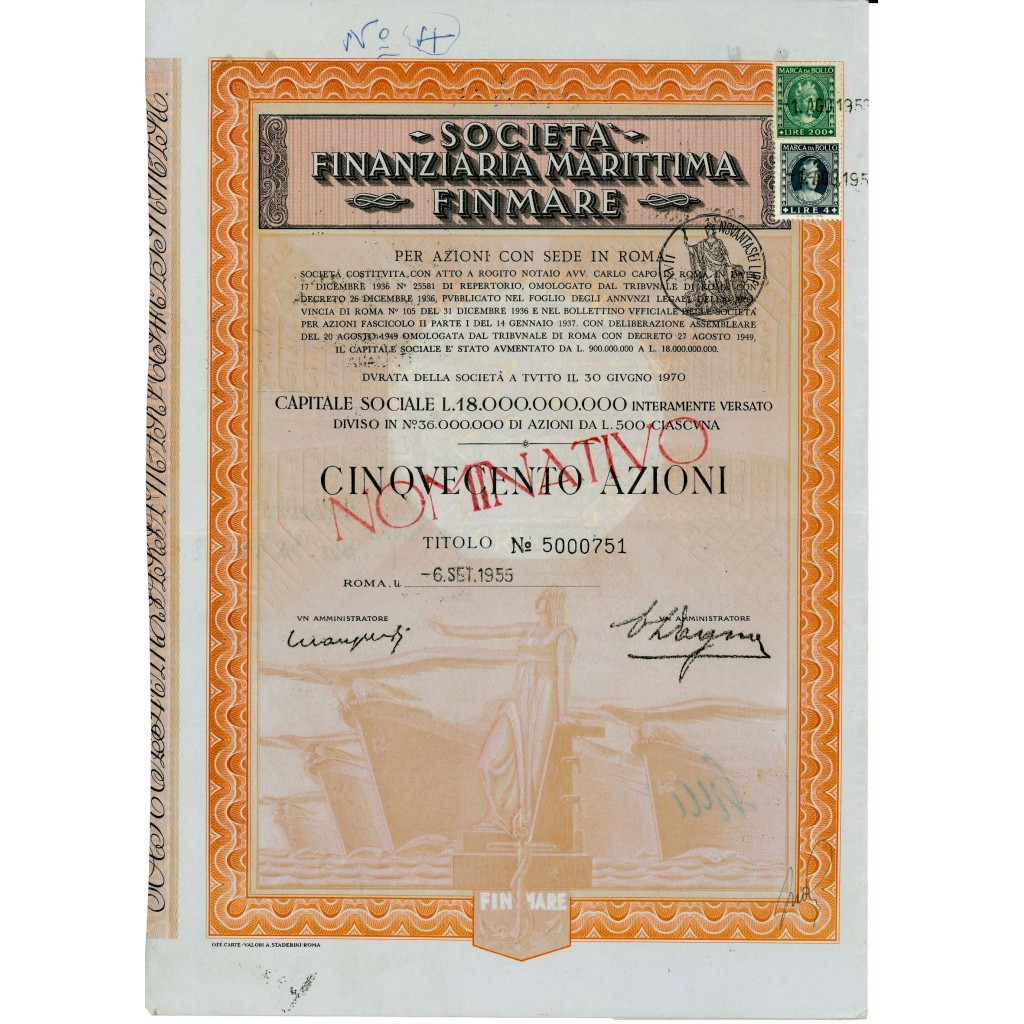 Nº 4
MARCA DA BOLLO
-1. AGO.195
LIRE 200
MARCA DA BOLLO
195
LIRE 4
SOCIETA'
FINANZIARIA MARITTIMA
FINMARE
NOVANTASEI LIRE
PER AZIONI CON SEDE IN ROMA
SOCIETÀ COSTITVITA, CON ATTO A ROGITO NOTAIO AVV. CARLO CAPO DI ROMA IN DATA
17 DICEMBRE 1936 Nº 25581 DI REPERTORIO, OMOLOGATO DAL TRIBVNALE DI ROMA CON
DECRETO 26 DICEMBRE 1936, PVBBLICATO NEL FOGLIO DEGLI ANNVNZI LEGALI DELLA PRO
VINCIA DI ROMA Nº 105 DEL 31 DICEMBRE 1936 E NEL BOLLETTINO VFFICIALE DELLE SOCIETÀ
PER AZIONI FASCICOLO II PARTE I DEL 14 GENNAIO 1937. CON DELIBERAZIONE ASSEMBLEARE
DEL 20 AGOSTO 1949 OMOLOGATA DAL TRIBVNALE DI ROMA CON DECRETO 27 AGOSTO 1949,
IL CAPITALE SOCIALE E' STATO AVMENTATO DA L. 900.000.000 A L. 18.000.000.000.
DVRATA DELLA SOCIETÀ A TVTTO IL 30 GIVGNO 1970
CAPITALE SOCIALE L.18.000.000.000 INTERAMENTE VERSATO
DIVISO IN Nº 36.000.000 DI AZIONI DA L. 500 CIASCVNA
NOMINATIVO
CINQVECENTO AZIONI
TITOLO Nº 5000751
ROMA, li -6.SET.1955
VN AMMINISTRATORE
VN AMMINISTRATORE
FINMARE
OFF. CARTE-VALORI A. STADERINI-ROMA